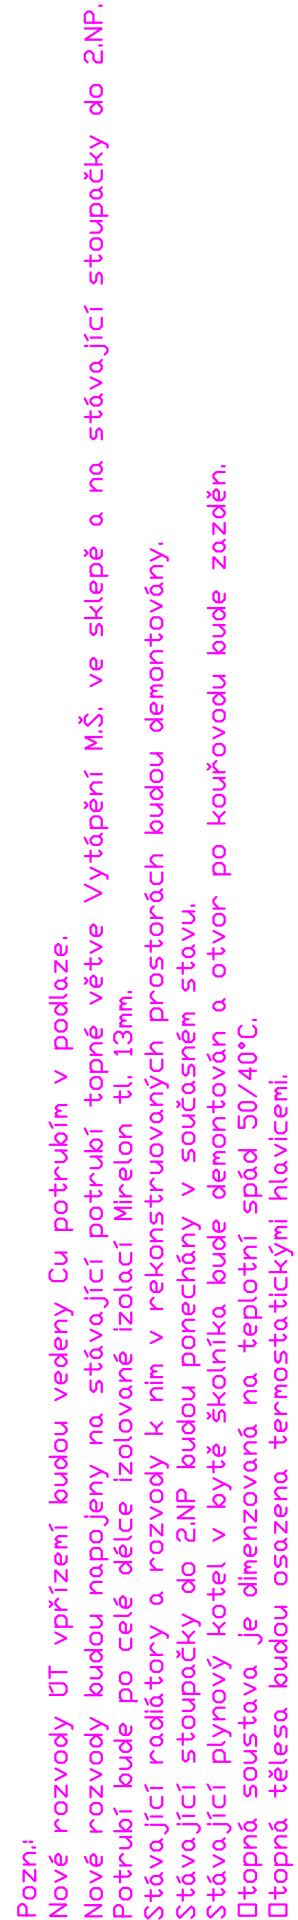 Pozn.:
Nové rozvody ÚT vpřízemí budou vedeny Cu potrubím v podlaze.
Nové rozvody budou napojeny na stávající potrubí topné větve Vytápění M.Š. ve sklepě a na stávající stoupačky do 2.NP.
Potrubí bude po celé délce izolované izolací Mirelon tl. 13mm.
Stávající radiátory a rozvody k nim v rekonstruovaných prostorách budou demontovány.
Stávající stoupačky do 2.NP budou ponechány v současném stavu.
Stávající plynový kotel v bytě školníka bude demontován a otvor po kouřovodu bude zazděn.
▯topná soustava je dimenzovaná na teplotní spád 50/40°C.
▯topná tělesa budou osazena termostatickými hlavicemi.